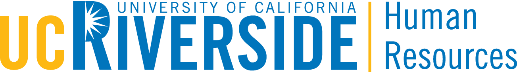 UNIVERSITY OF CALIFORNIA
UCRIVERSIDE
Human
Resources